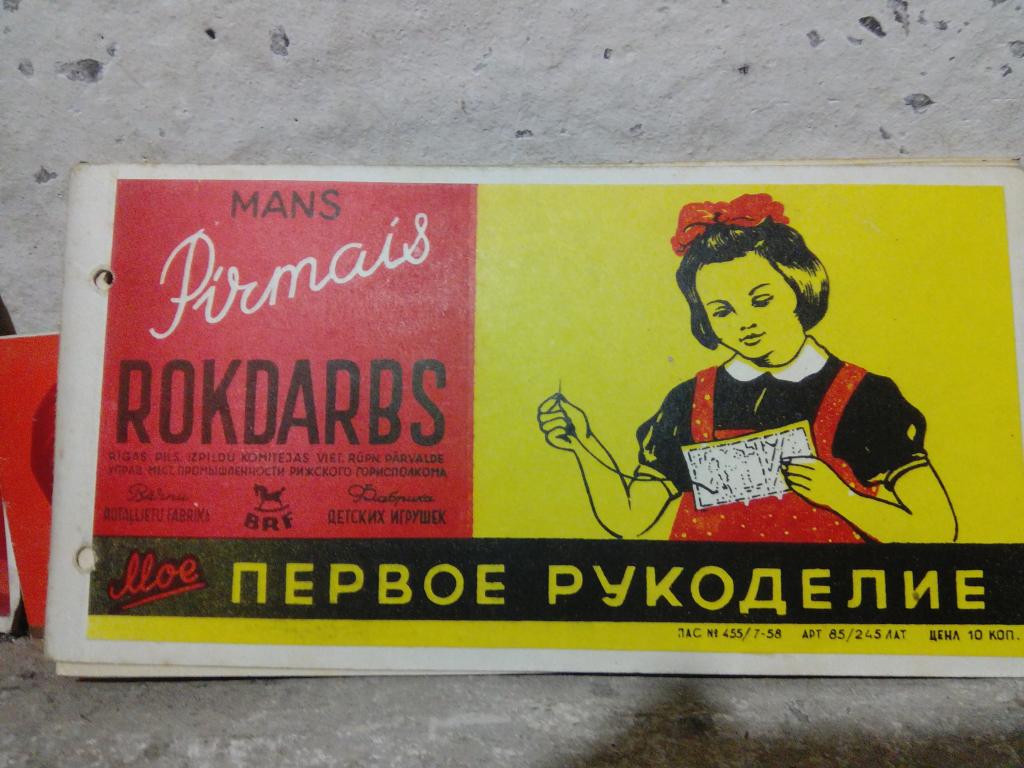 MANS
Pirmais
ROKDARBS
RĪGAS PILS. IZPILDU KOMITEJAS VIET. RŪPN. PĀRVALDE
УПРАВ. МЕСТ. ПРОМЫШЛЕННОСТИ РИЖСКОГО ГОРИСПОЛКОМА
Bērnu
ROTAĻLIETU FABRIKA
BRF
Фабрика
ДЕТСКИХ ИГРУШЕК
Мое
ПЕРВОЕ РУКОДЕЛИЕ
ПАС № 455/7-58 АРТ 85/245 ЛАТ ЦЕНА 10 КОП.